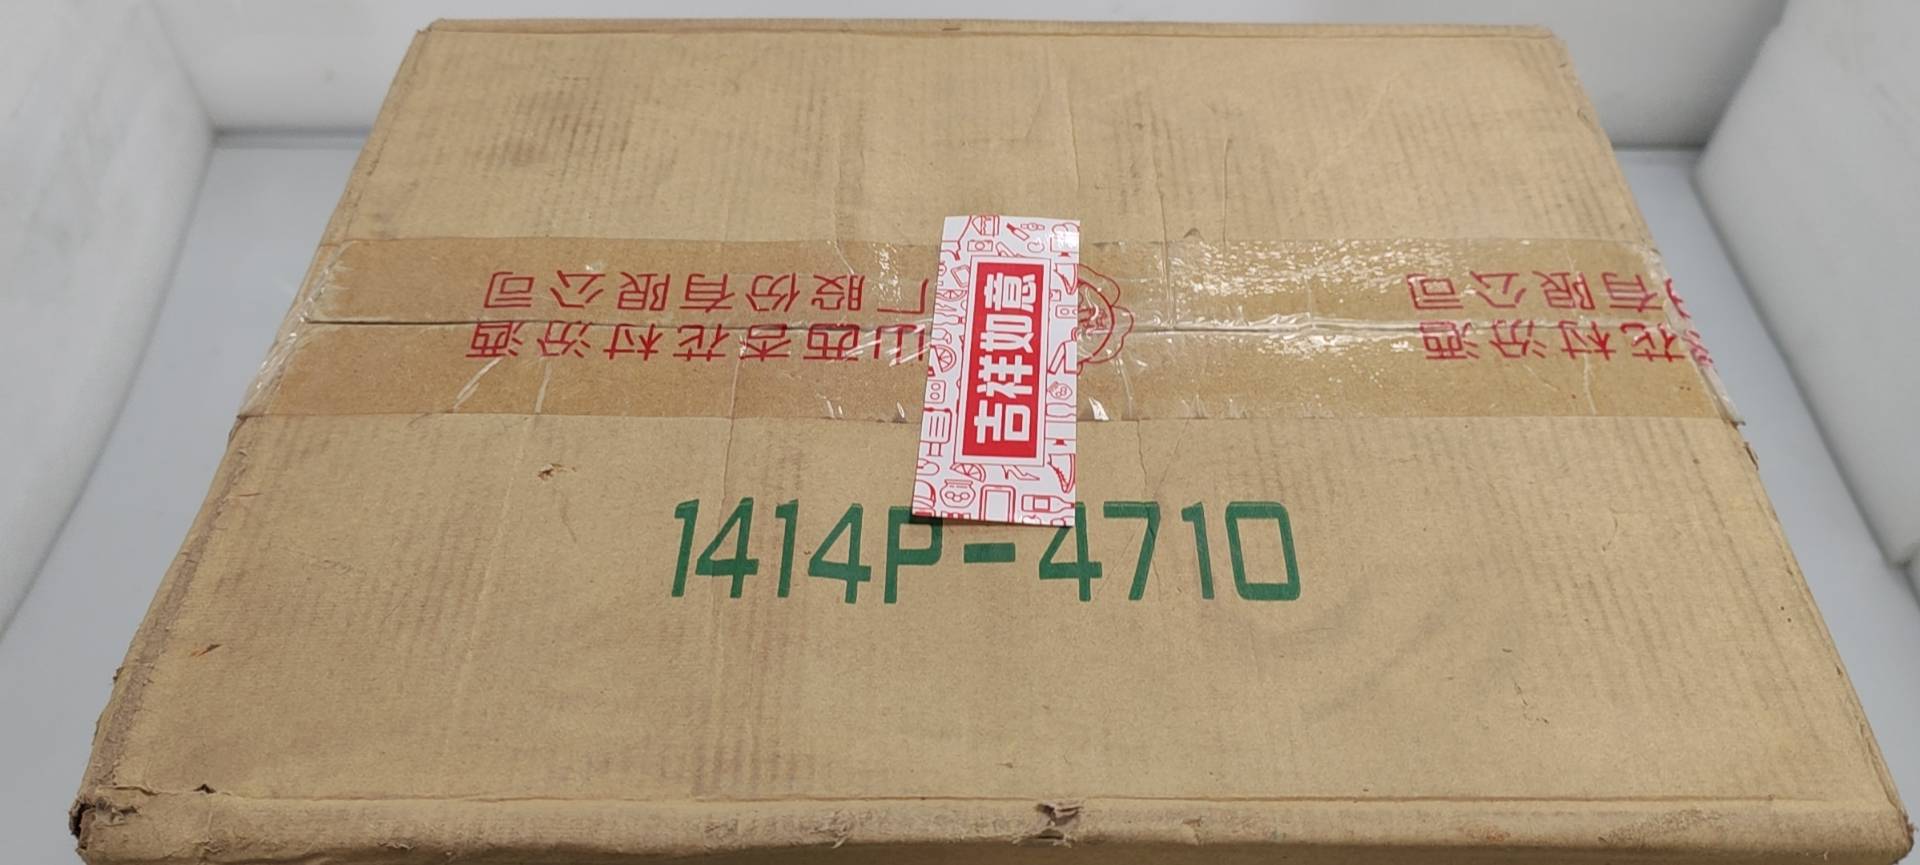 山西杏花村汾酒
厂股份有限公司
花村汾酒
有限公司
吉祥如意
1414P-4710